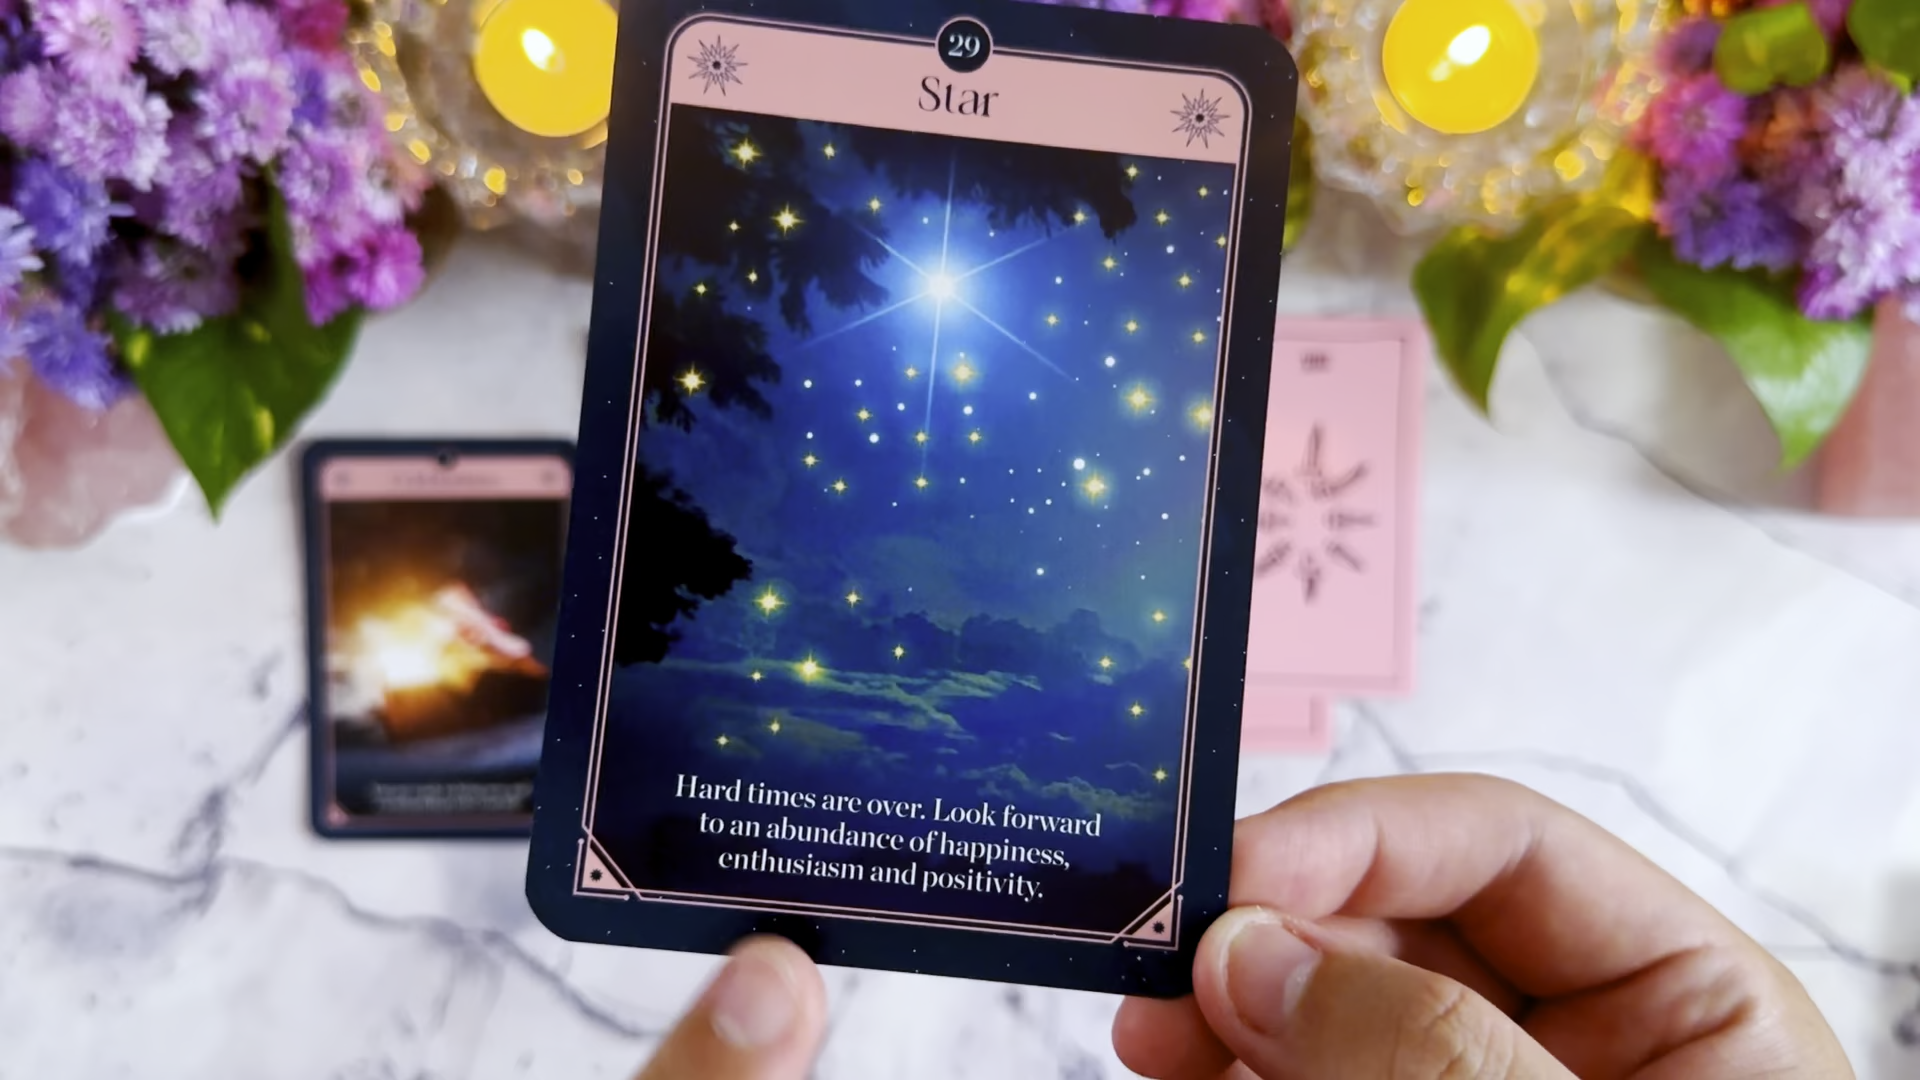 29
Star
Hard times are over. Look forward
to an abundance of happiness,
enthusiasm and positivity.